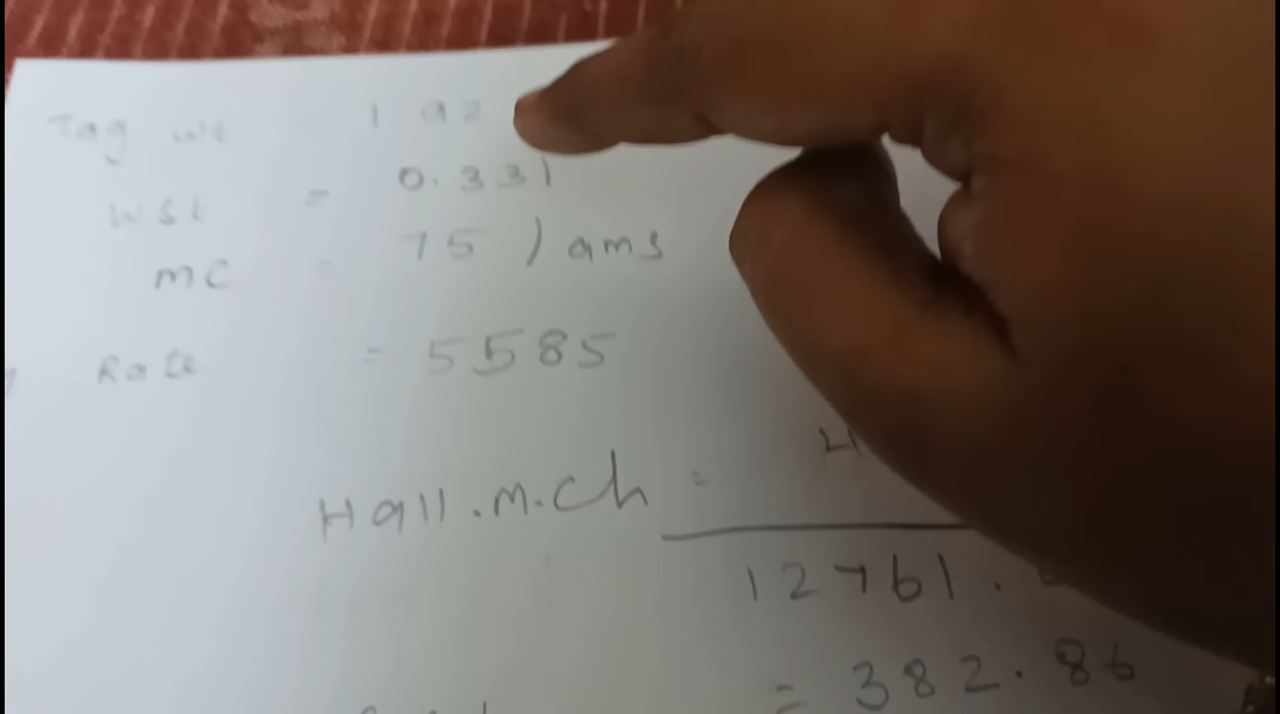 Tag wt 1 92
wst = 0.331
mc 75 ) gms
Rate = 5585
Hall.M.Ch =
12761.
= 382.86